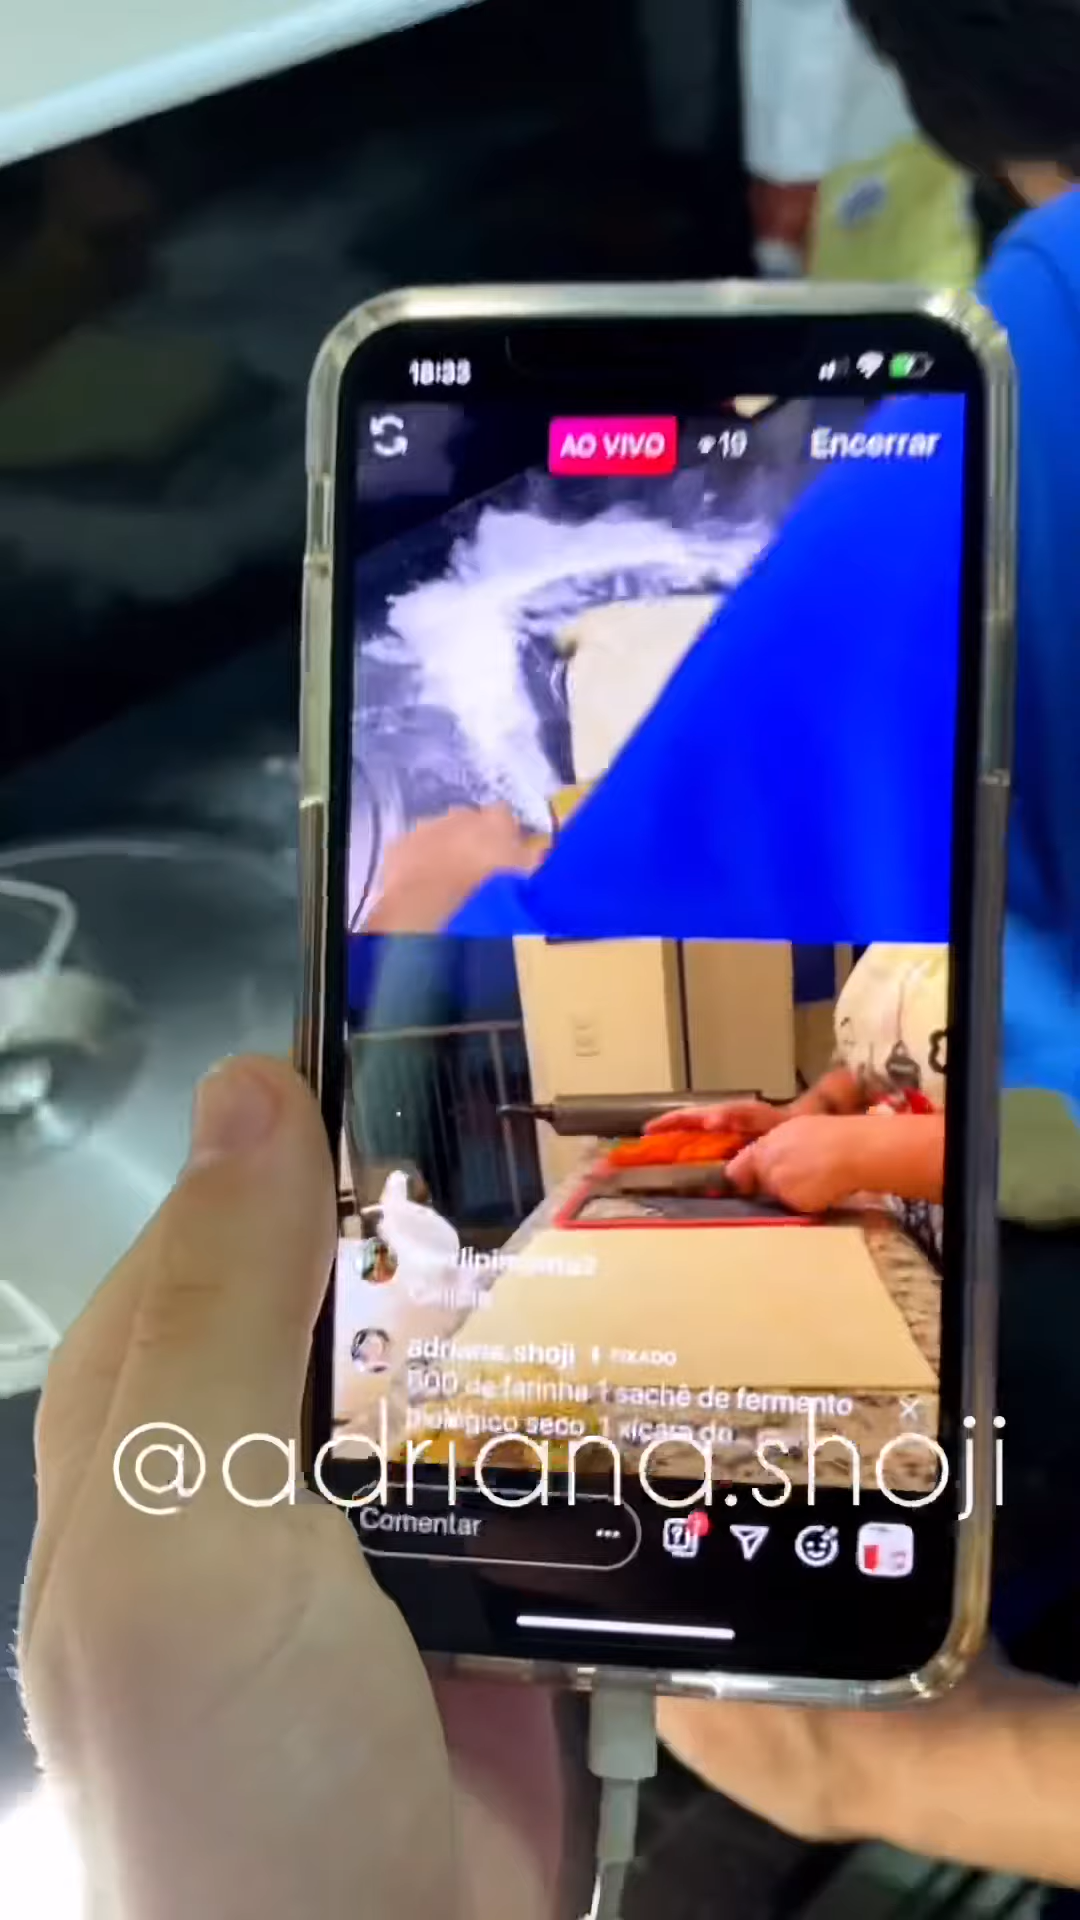 18:33
AO VIVO 19 Encerrar
adriana.shoji FIXADO
600 de farinha 1 sachê de fermento
biológico seco 1 xícara de
@adriana.shoji
Comentar